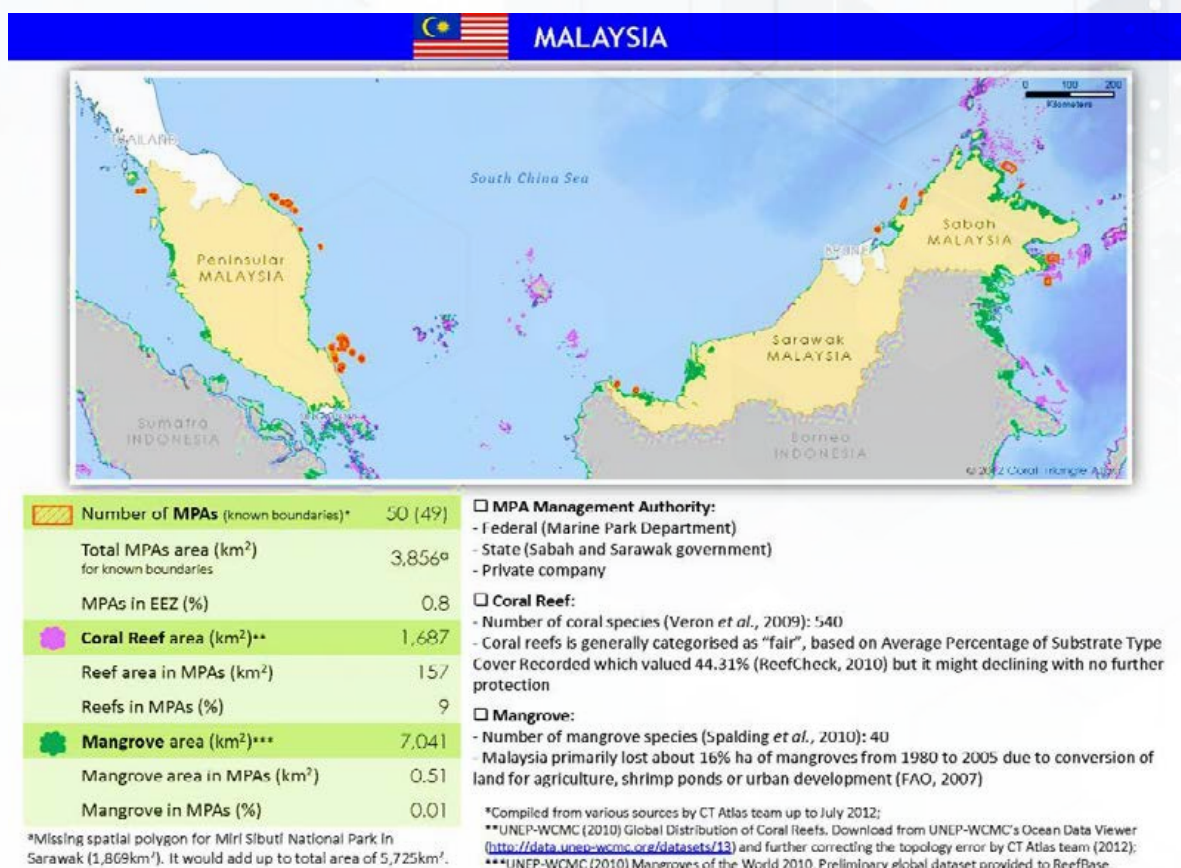 MALAYSIA
0 100 200
Kilometers
THAILAND
South China Sea
Peninsular
MALAYSIA
Sabah
MALAYSIA
BRUNEI
Sarawak
MALAYSIA
Sumatra
INDONESIA
Borneo
INDONESIA
© 2012 Coral Triangle Atlas
Number of MPAs (known boundaries)* 50 (49)
Total MPAs area (km²) 3,856ª
for known boundaries
MPAs in EEZ (%) 0.8
Coral Reef area (km²)** 1,687
Reef area in MPAs (km²) 157
Reefs in MPAs (%) 9
Mangrove area (km²)*** 7,041
Mangrove area in MPAs (km²) 0.51
Mangrove in MPAs (%) 0.01
ªMissing spatial polygon for Miri Sibuti National Park in
Sarawak (1,869km²). It would add up to total area of 5,725km².
❑ MPA Management Authority:
- Federal (Marine Park Department)
- State (Sabah and Sarawak government)
- Private company
❑ Coral Reef:
- Number of coral species (Veron et al., 2009): 540
- Coral reefs is generally categorised as "fair", based on Average Percentage of Substrate Type
Cover Recorded which valued 44.31% (ReefCheck, 2010) but it might declining with no further
protection
❑ Mangrove:
- Number of mangrove species (Spalding et al., 2010): 40
- Malaysia primarily lost about 16% ha of mangroves from 1980 to 2005 due to conversion of
land for agriculture, shrimp ponds or urban development (FAO, 2007)
*Compiled from various sources by CT Atlas team up to July 2012;
**UNEP-WCMC (2010) Global Distribution of Coral Reefs. Download from UNEP-WCMC's Ocean Data Viewer
(http://data.unep-wcmc.org/datasets/13) and further correcting the topology error by CT Atlas team (2012);
***UNEP-WCMC (2010) Mangroves of the World 2010. Preliminary global dataset provided to ReefBase